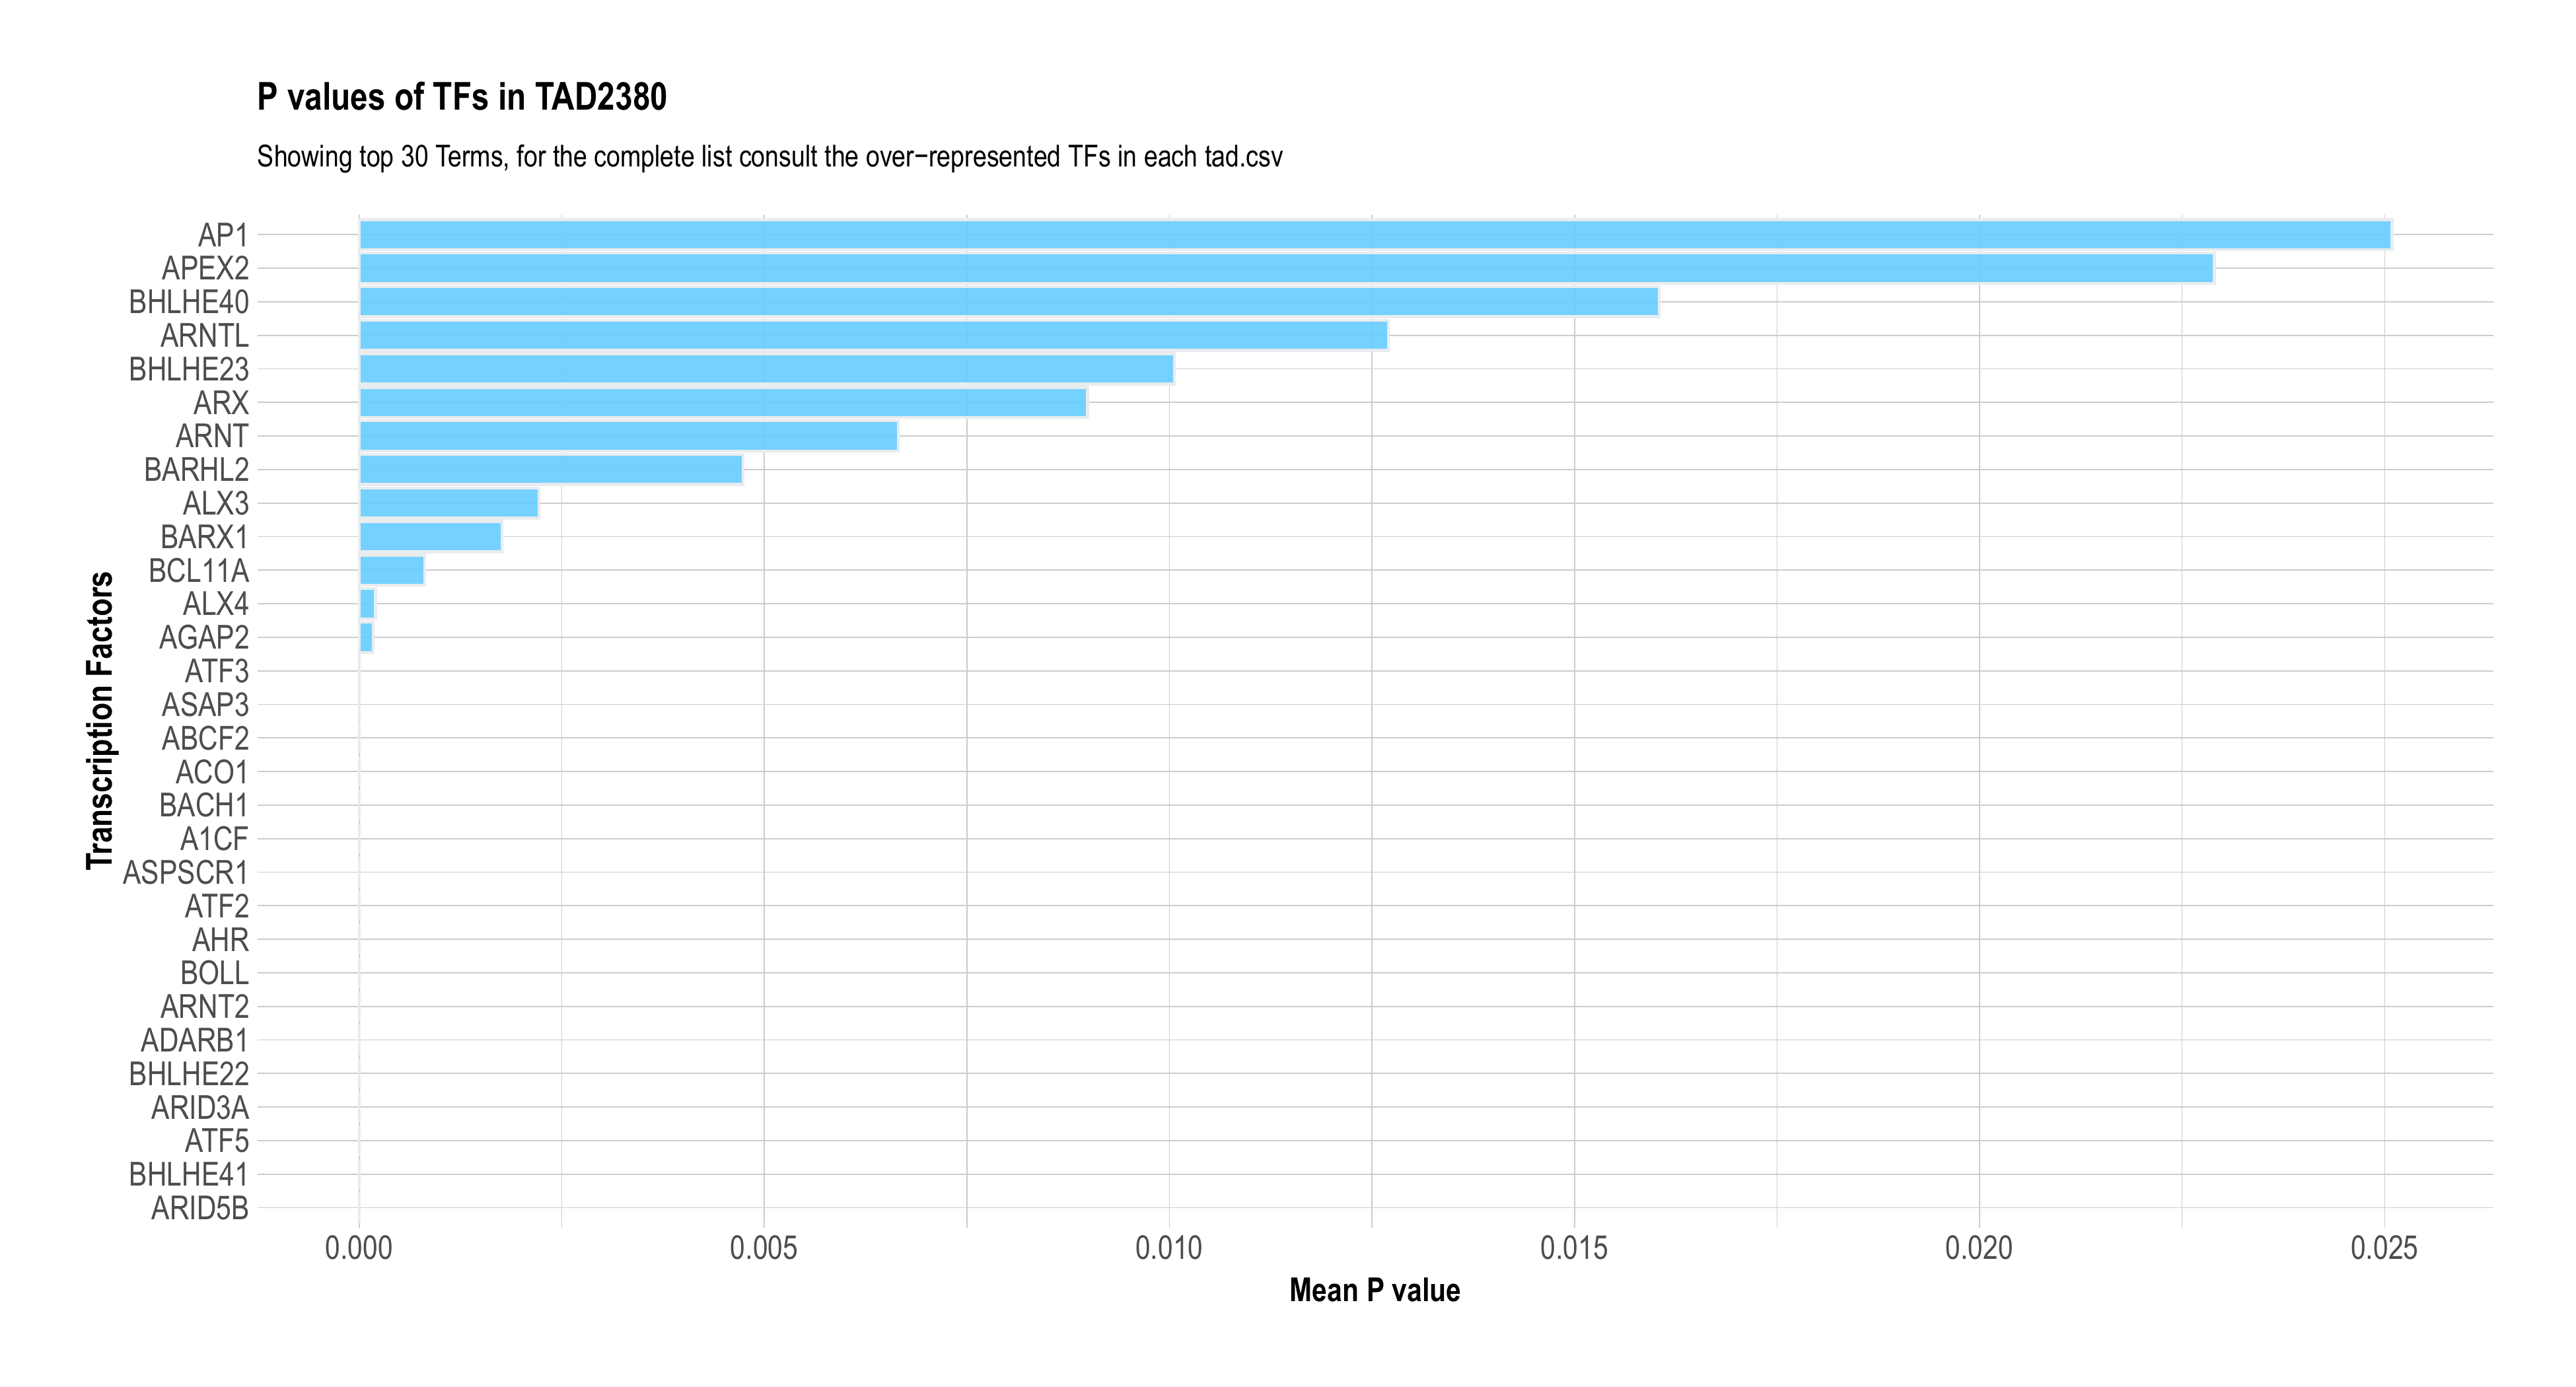 P values of TFs in TAD2380
Showing top 30 Terms, for the complete list consult the over−represented TFs in each tad.csv
Transcription Factors
AP1
APEX2
BHLHE40
ARNTL
BHLHE23
ARX
ARNT
BARHL2
ALX3
BARX1
BCL11A
ALX4
AGAP2
ATF3
ASAP3
ABCF2
ACO1
BACH1
A1CF
ASPSCR1
ATF2
AHR
BOLL
ARNT2
ADARB1
BHLHE22
ARID3A
ATF5
BHLHE41
ARID5B
0.000 0.005 0.010 0.015 0.020 0.025
Mean P value